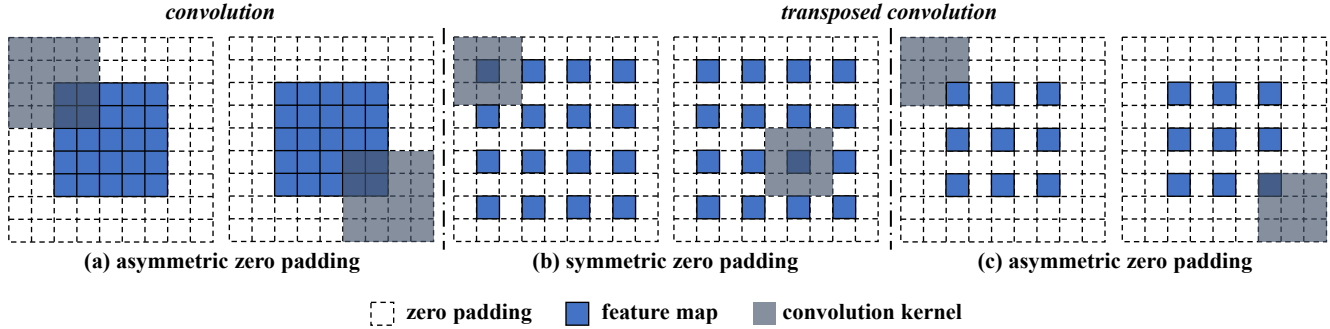 convolution
transposed convolution
(a) asymmetric zero padding
(b) symmetric zero padding
(c) asymmetric zero padding
zero padding
feature map
convolution kernel